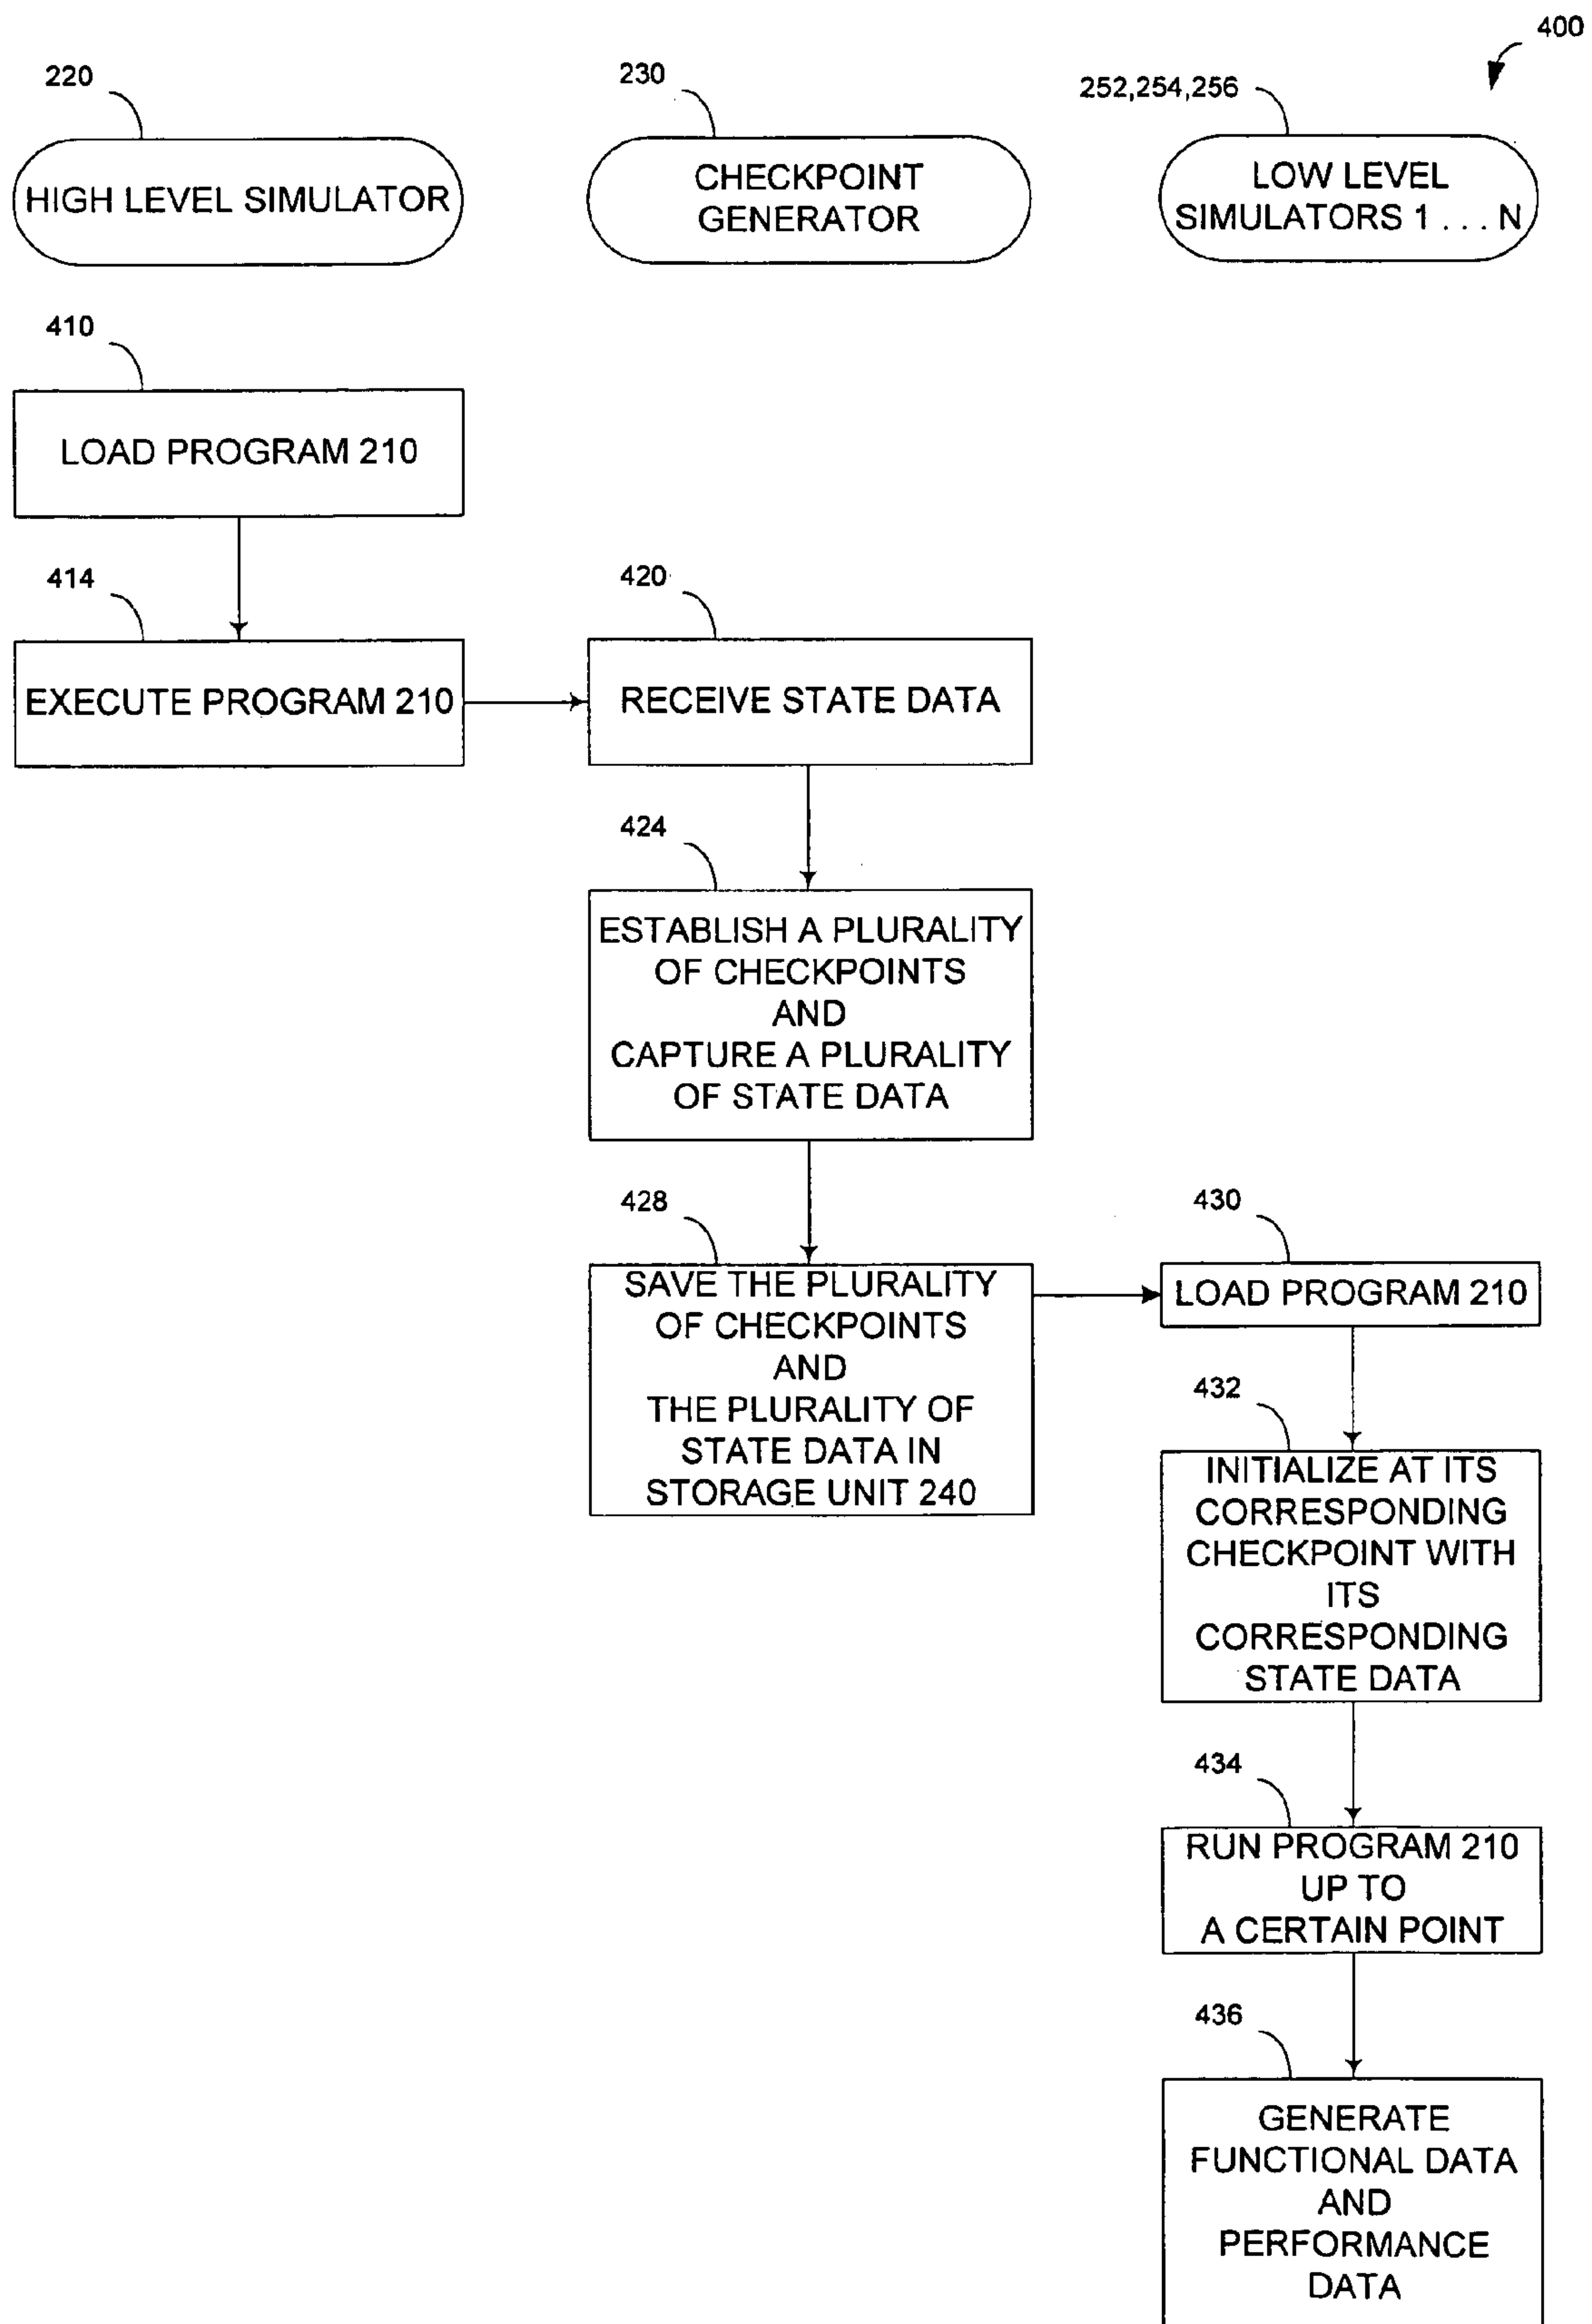 400
220
HIGH LEVEL SIMULATOR
230
CHECKPOINT
GENERATOR
252,254,256
LOW LEVEL
SIMULATORS 1 . . . N
410
LOAD PROGRAM 210
414
EXECUTE PROGRAM 210
420
RECEIVE STATE DATA
424
ESTABLISH A PLURALITY
OF CHECKPOINTS
AND
CAPTURE A PLURALITY
OF STATE DATA
428
SAVE THE PLURALITY
OF CHECKPOINTS
AND
THE PLURALITY OF
STATE DATA IN
STORAGE UNIT 240
430
LOAD PROGRAM 210
432
INITIALIZE AT ITS
CORRESPONDING
CHECKPOINT WITH
ITS
CORRESPONDING
STATE DATA
434
RUN PROGRAM 210
UP TO
A CERTAIN POINT
436
GENERATE
FUNCTIONAL DATA
AND
PERFORMANCE
DATA